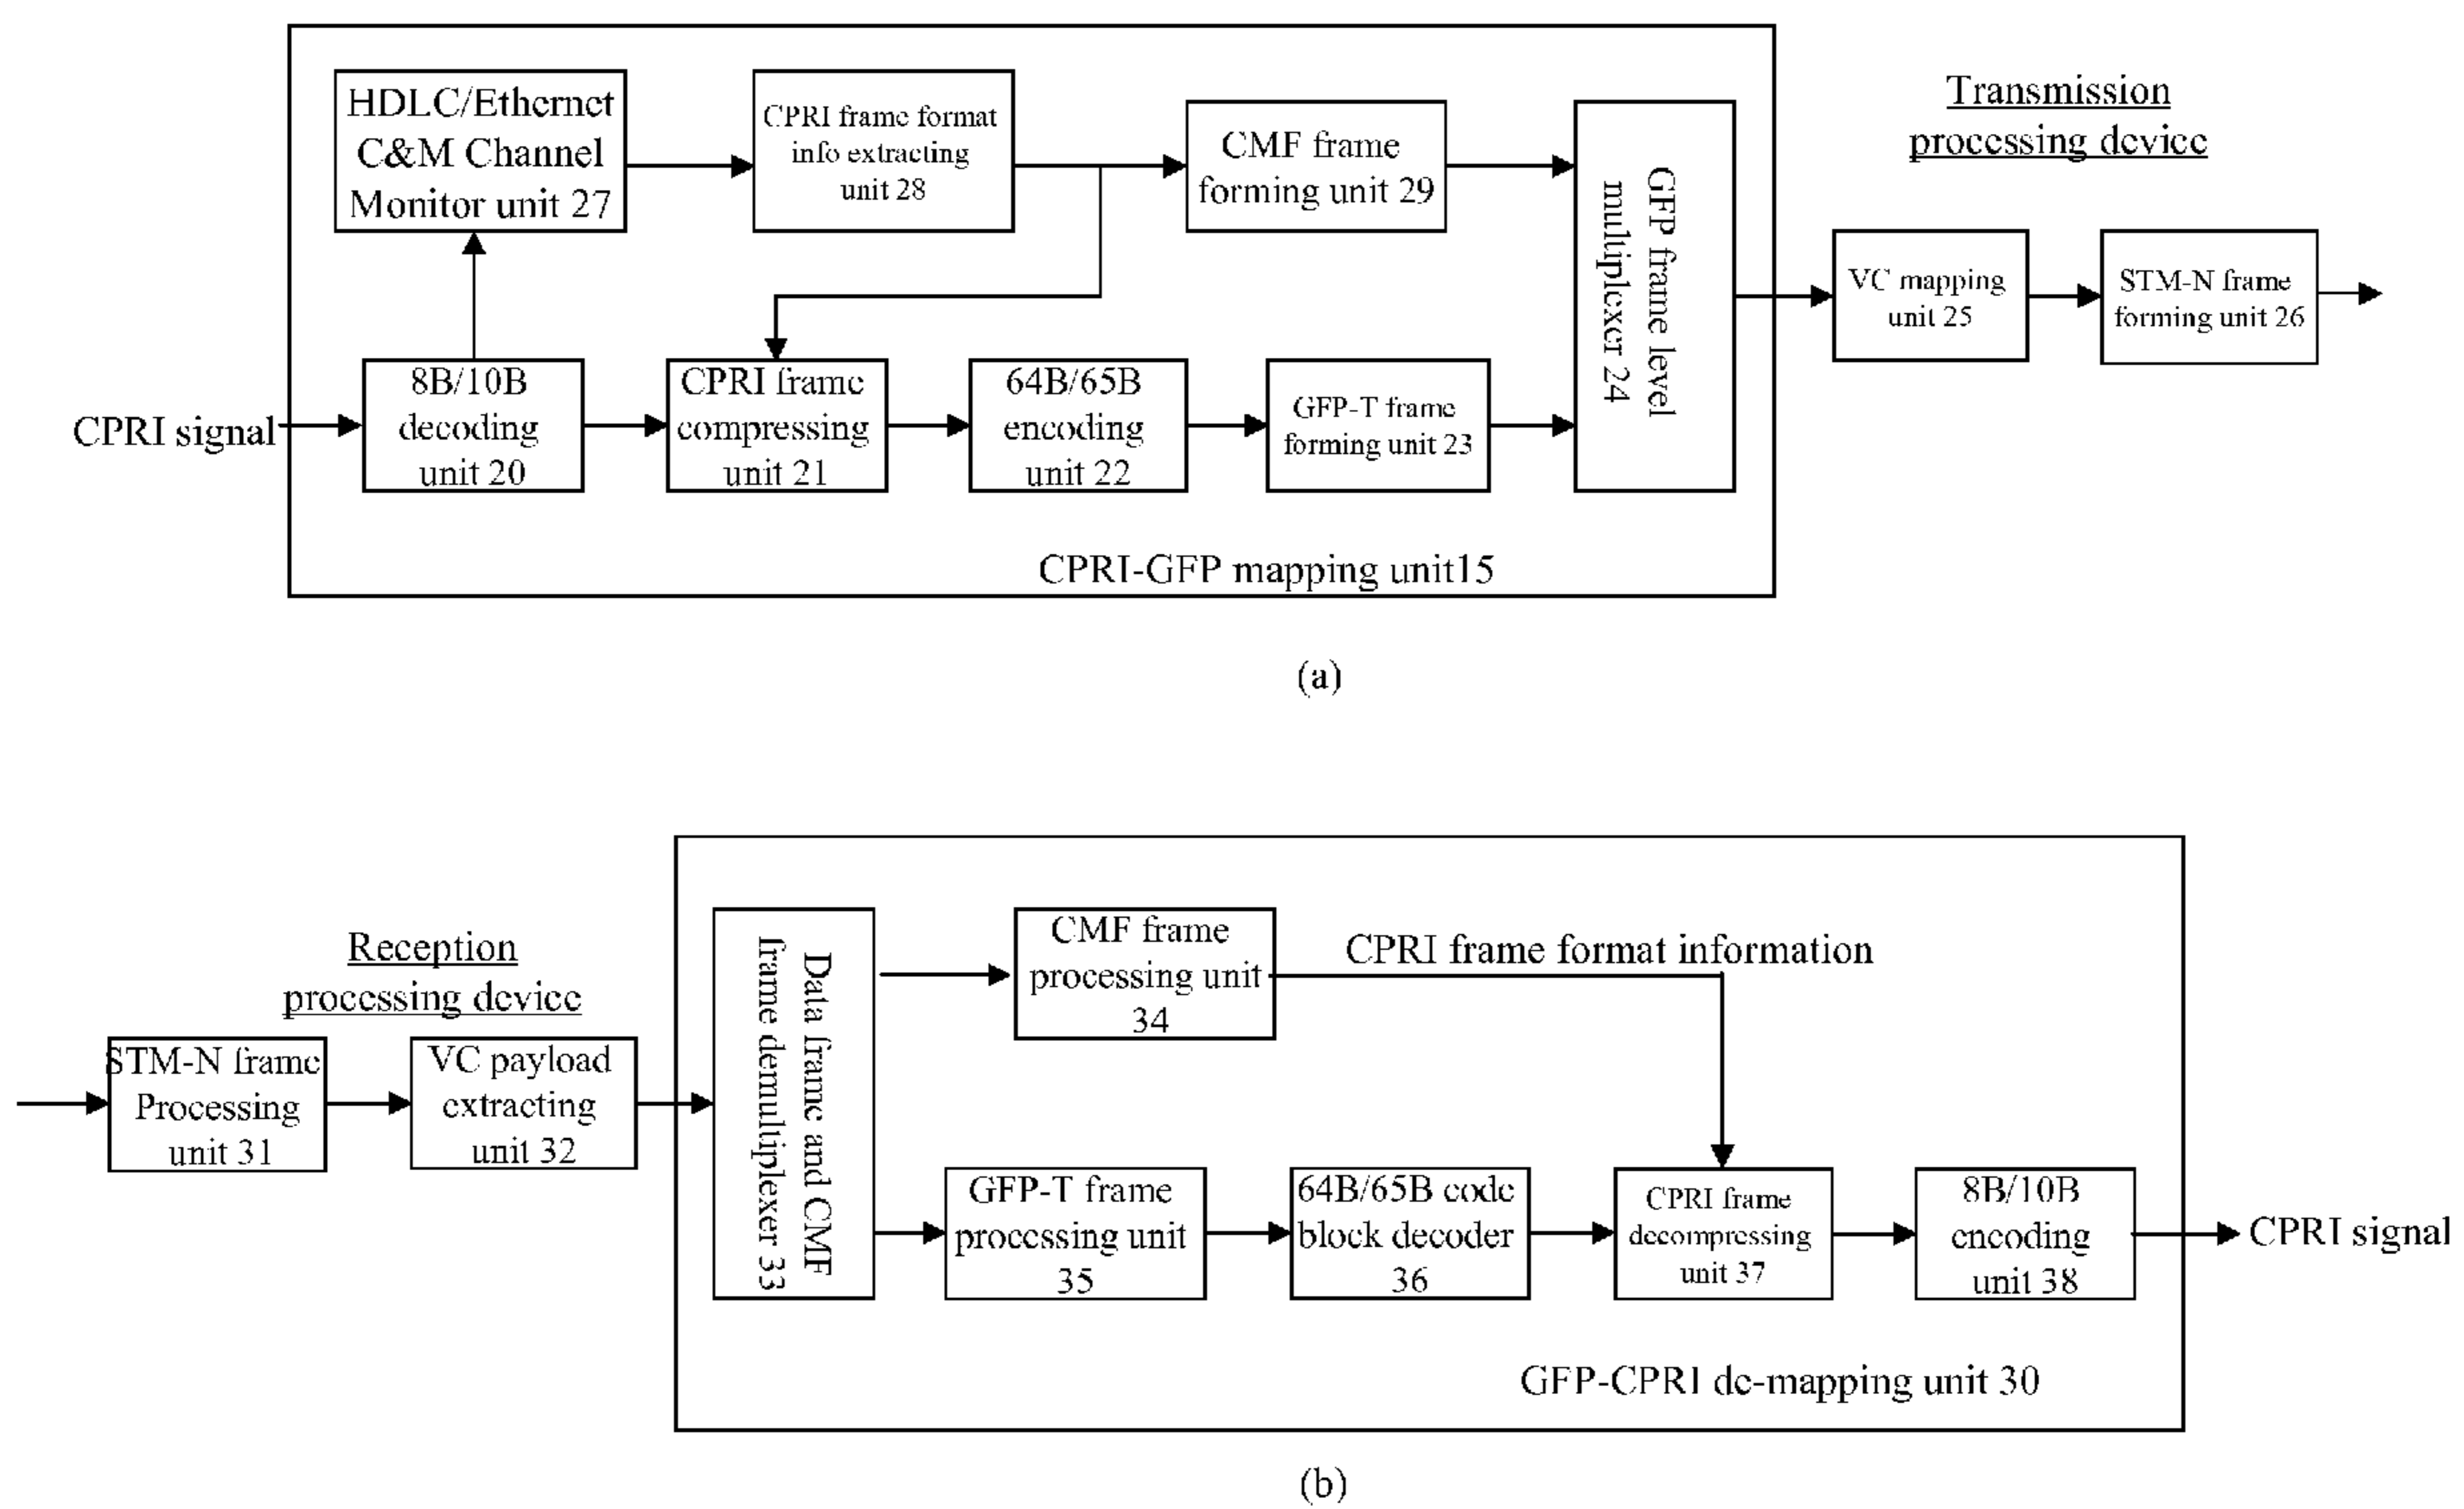 HDLC/Ethernet
C&M Channel
Monitor unit 27
CPRI frame format
info extracting
unit 28
CMF frame
forming unit 29
GFP frame level
multiplexer 24
Transmission
processing device
VC mapping
unit 25
STM-N frame
forming unit 26
CPRI signal
8B/10B
decoding
unit 20
CPRI frame
compressing
unit 21
64B/65B
encoding
unit 22
GFP-T frame
forming unit 23
CPRI-GFP mapping unit15
(a)
Reception
processing device
STM-N frame
Processing
unit 31
VC payload
extracting
unit 32
Data frame and CMF
frame demultiplexer 33
CMF frame
processing unit
34
CPRI frame format information
GFP-T frame
processing unit
35
64B/65B code
block decoder
36
CPRI frame
decompressing
unit 37
8B/10B
encoding
unit 38
CPRI signal
GFP-CPRI de-mapping unit 30
(b)